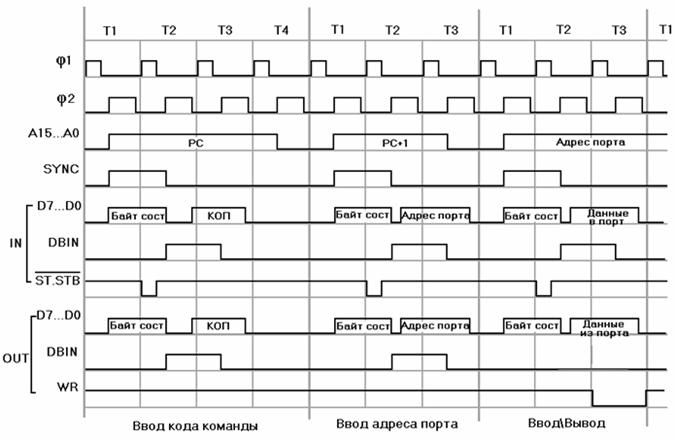 T1 T2 T3 T4 T1 T2 T3 T1 T2 T3 T1
φ1
φ2
A15...A0 PC PC+1 Адрес порта
SYNC
D7...D0 Байт сост КОП Байт сост Адрес порта Байт сост Данные в порт
IN
DBIN
ST.STB
D7...D0 Байт сост КОП Байт сост Адрес порта Байт сост Данные из порта
OUT
DBIN
WR
Ввод кода команды Ввод адреса порта Ввод\Вывод